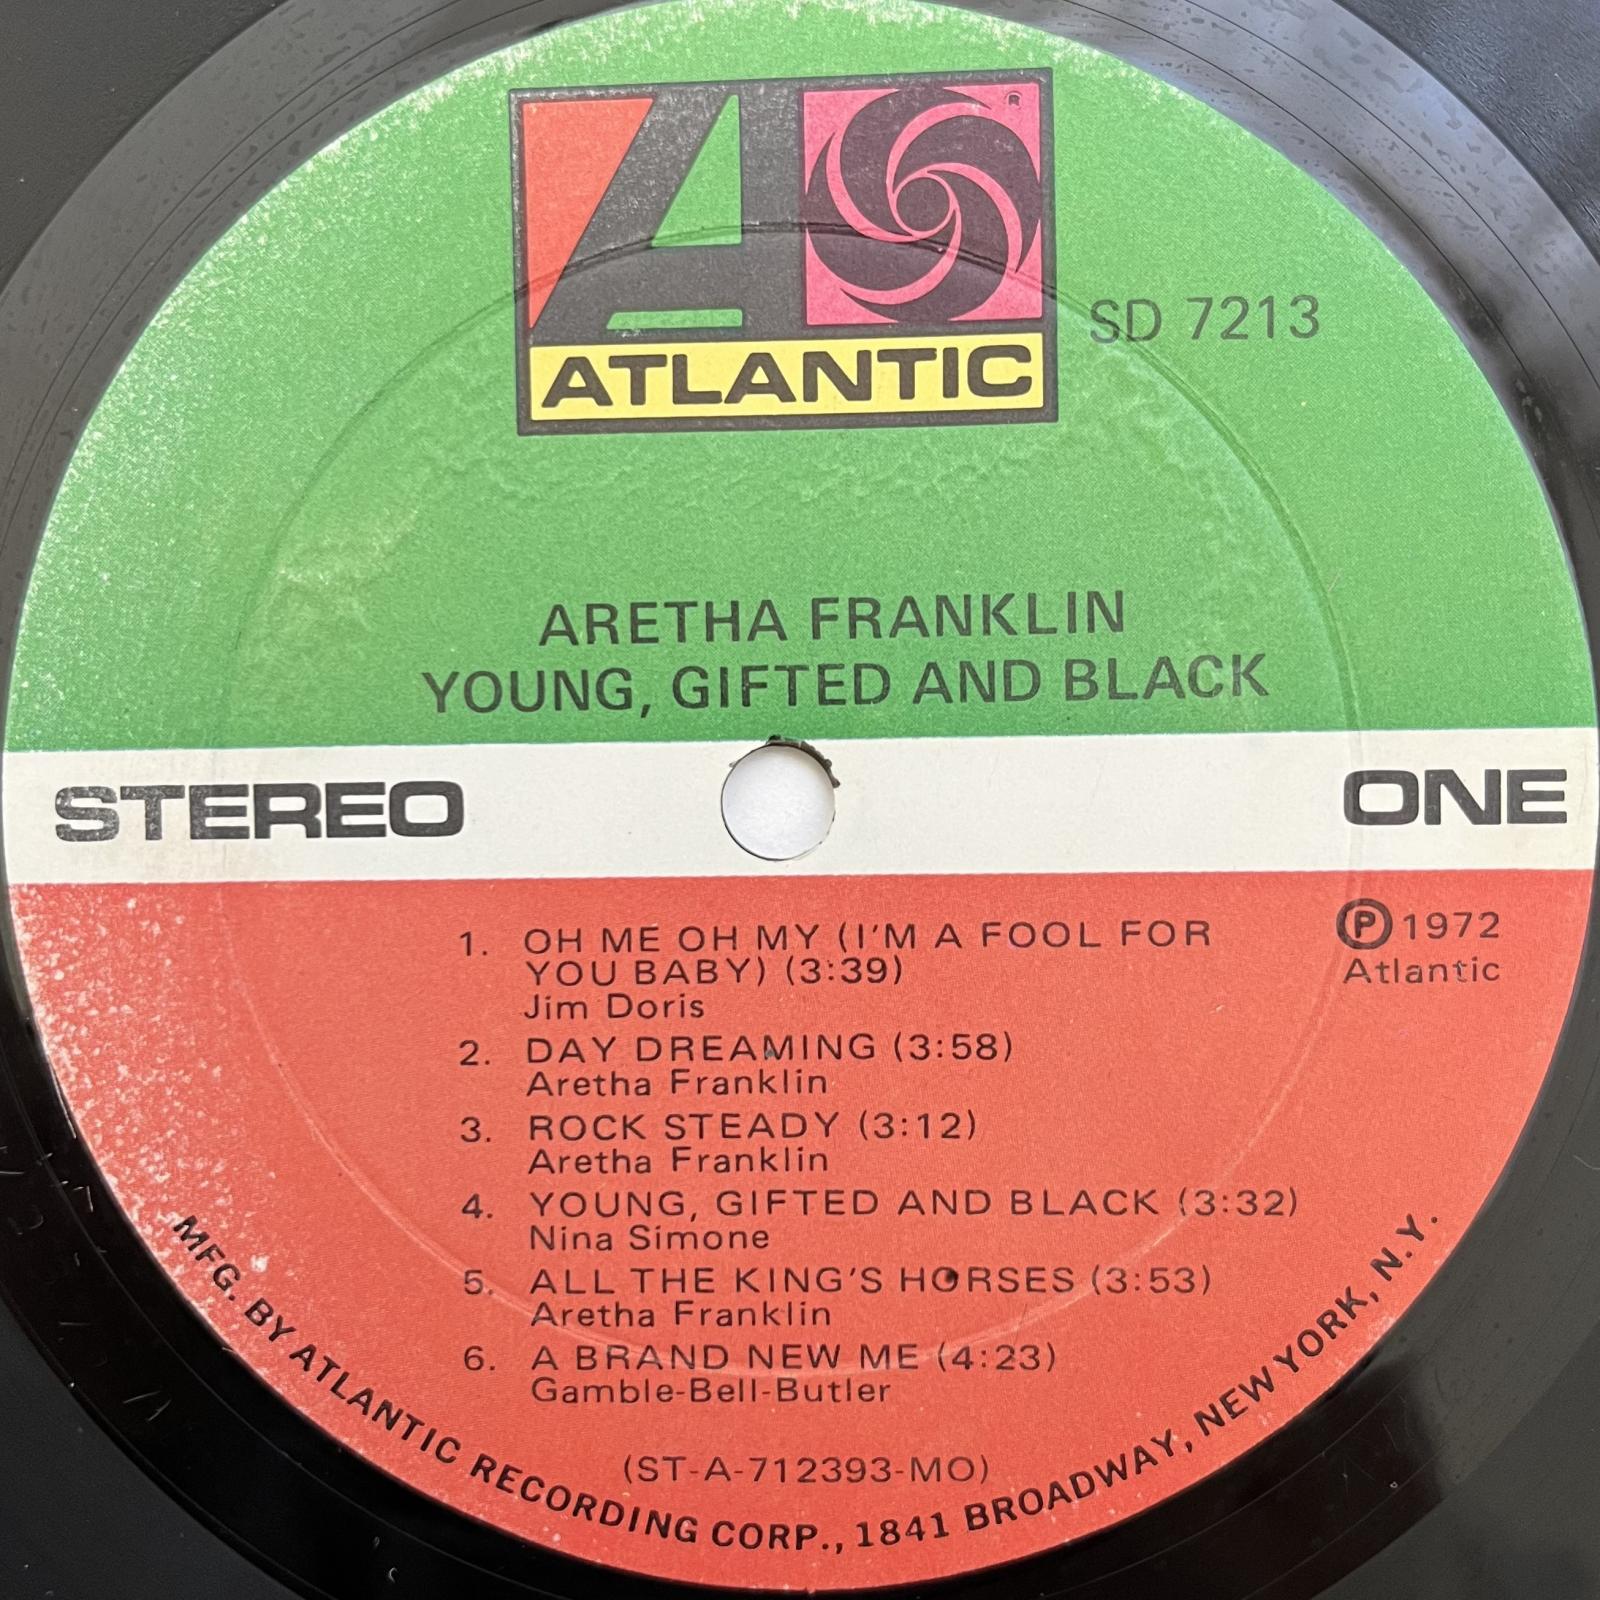 ®
ATLANTIC
SD 7213
ARETHA FRANKLIN
YOUNG, GIFTED AND BLACK
STEREO
ONE
℗ 1972
Atlantic
1. OH ME OH MY (I'M A FOOL FOR
YOU BABY) (3:39)
Jim Doris
2. DAY DREAMING (3:58)
Aretha Franklin
3. ROCK STEADY (3:12)
Aretha Franklin
4. YOUNG, GIFTED AND BLACK (3:32)
Nina Simone
5. ALL THE KING'S HORSES (3:53)
Aretha Franklin
6. A BRAND NEW ME (4:23)
Gamble-Bell-Butler
(ST-A-712393-MO)
MFG. BY ATLANTIC RECORDING CORP., 1841 BROADWAY, NEW YORK, N.Y.